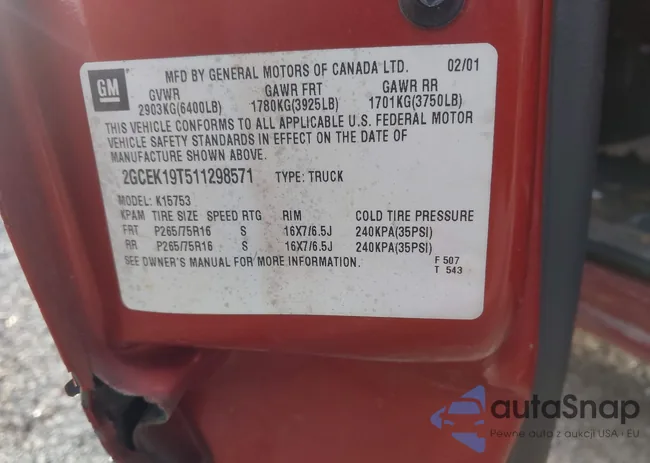 GM
MFD BY GENERAL MOTORS OF CANADA LTD. 02/01
GVWR GAWR FRT GAWR RR
2903KG(6400LB) 1780KG(3925LB) 1701KG(3750LB)
THIS VEHICLE CONFORMS TO ALL APPLICABLE U.S. FEDERAL MOTOR
VEHICLE SAFETY STANDARDS IN EFFECT ON THE DATE OF
MANUFACTURE SHOWN ABOVE.
2GCEK19T511298571 TYPE: TRUCK
MODEL: K15753
KPAM TIRE SIZE SPEED RTG RIM COLD TIRE PRESSURE
FRT P265/75R16 S 16X7/6.5J 240KPA(35PSI)
RR P265/75R16 S 16X7/6.5J 240KPA(35PSI)
SEE OWNER'S MANUAL FOR MORE INFORMATION. F 507
T 543
autaSnap
Pewne auta z aukcji USA i EU